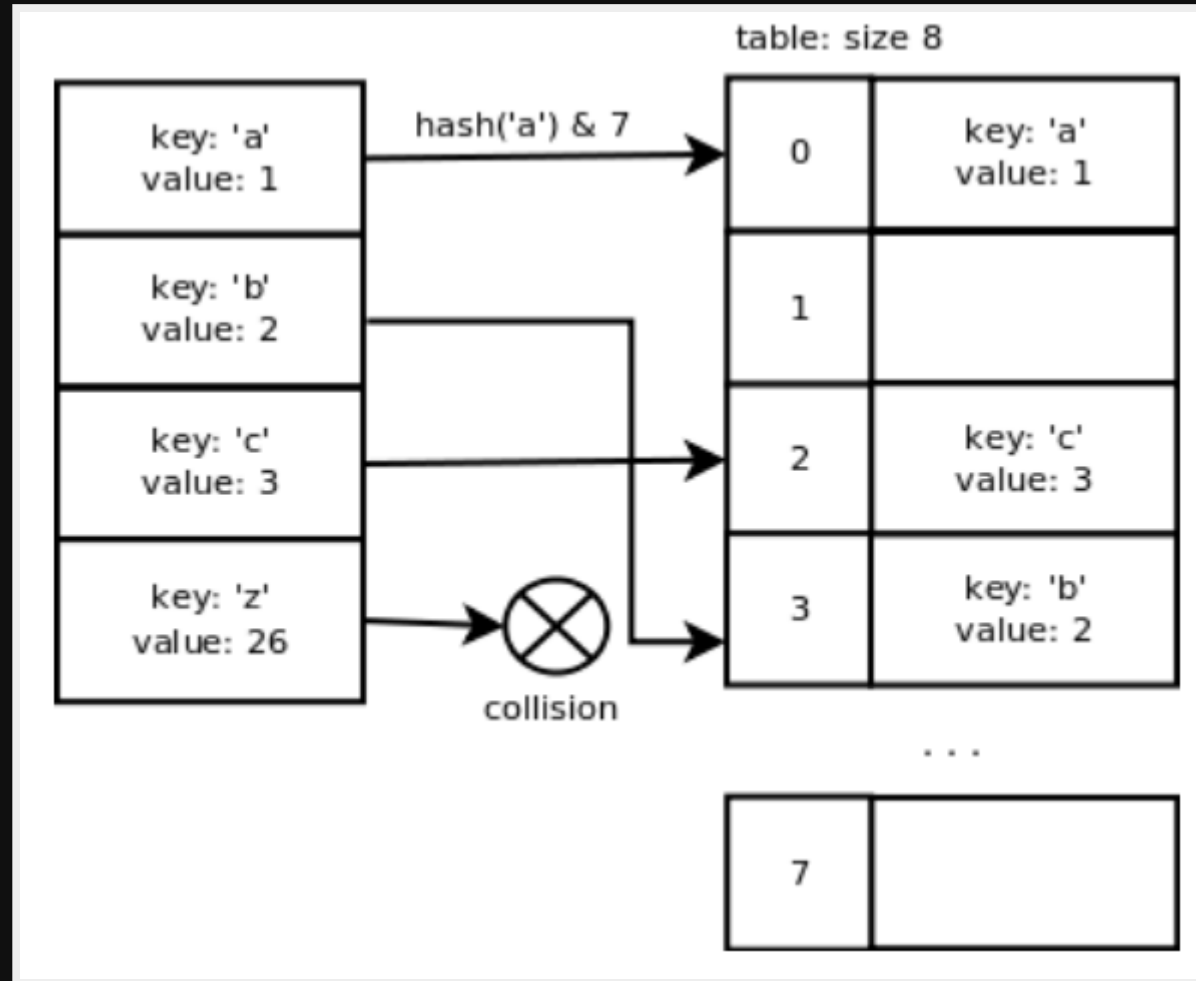 table: size 8
key: 'a'
value: 1
hash('a') & 7
0
key: 'a'
value: 1
key: 'b'
value: 2
1
key: 'c'
value: 3
2
key: 'c'
value: 3
key: 'z'
value: 26
collision
3
key: 'b'
value: 2
. . .
7